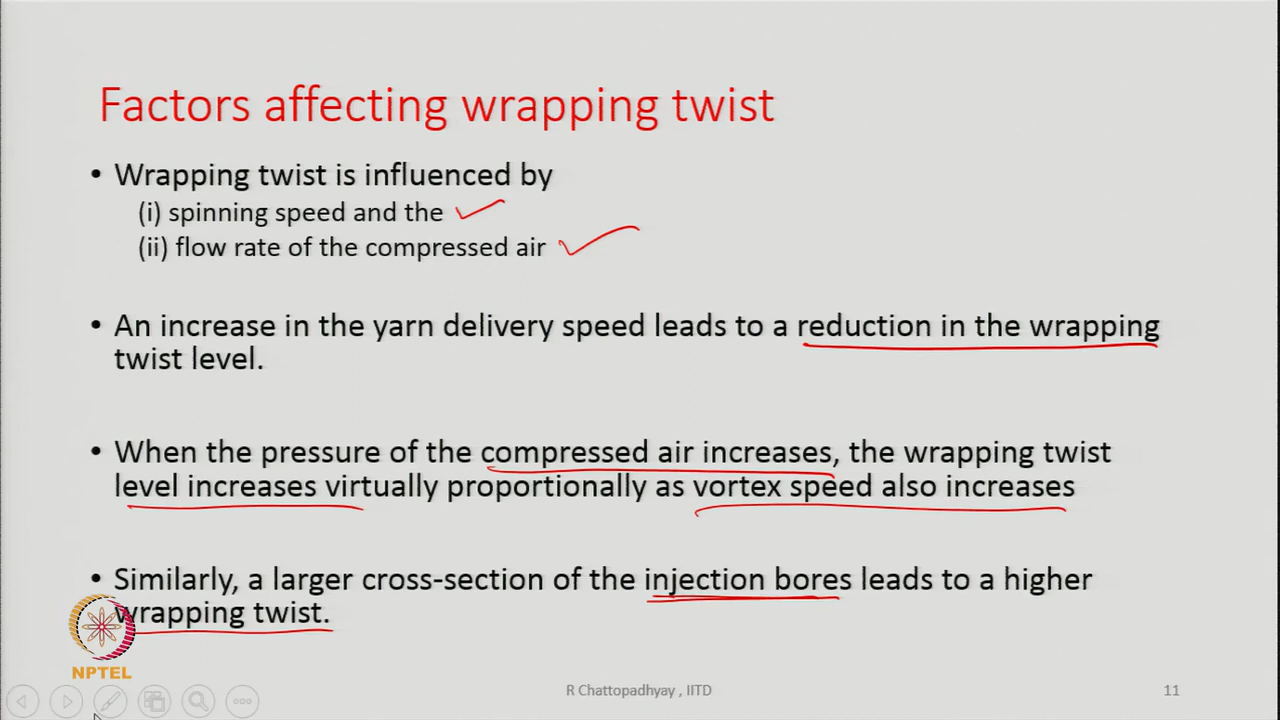 Factors affecting wrapping twist
• Wrapping twist is influenced by
(i) spinning speed and the
(ii) flow rate of the compressed air
• An increase in the yarn delivery speed leads to a reduction in the wrapping
twist level.
• When the pressure of the compressed air increases, the wrapping twist
level increases virtually proportionally as vortex speed also increases
• Similarly, a larger cross-section of the injection bores leads to a higher
wrapping twist.
NPTEL
R Chattopadhyay , IITD
11